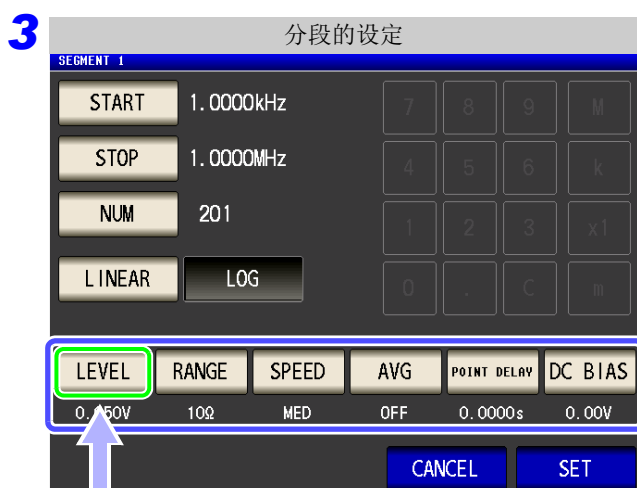 3
分段的设定
SEGMENT 1
START 1.0000kHz
STOP 1.0000MHz
NUM 201
LINEAR LOG
7 8 9 M
4 5 6 k
1 2 3 x1
0 . C m
LEVEL RANGE SPEED AVG POINT DELAY DC BIAS
10Ω MED OFF 0.0000s 0.00V
CANCEL SET